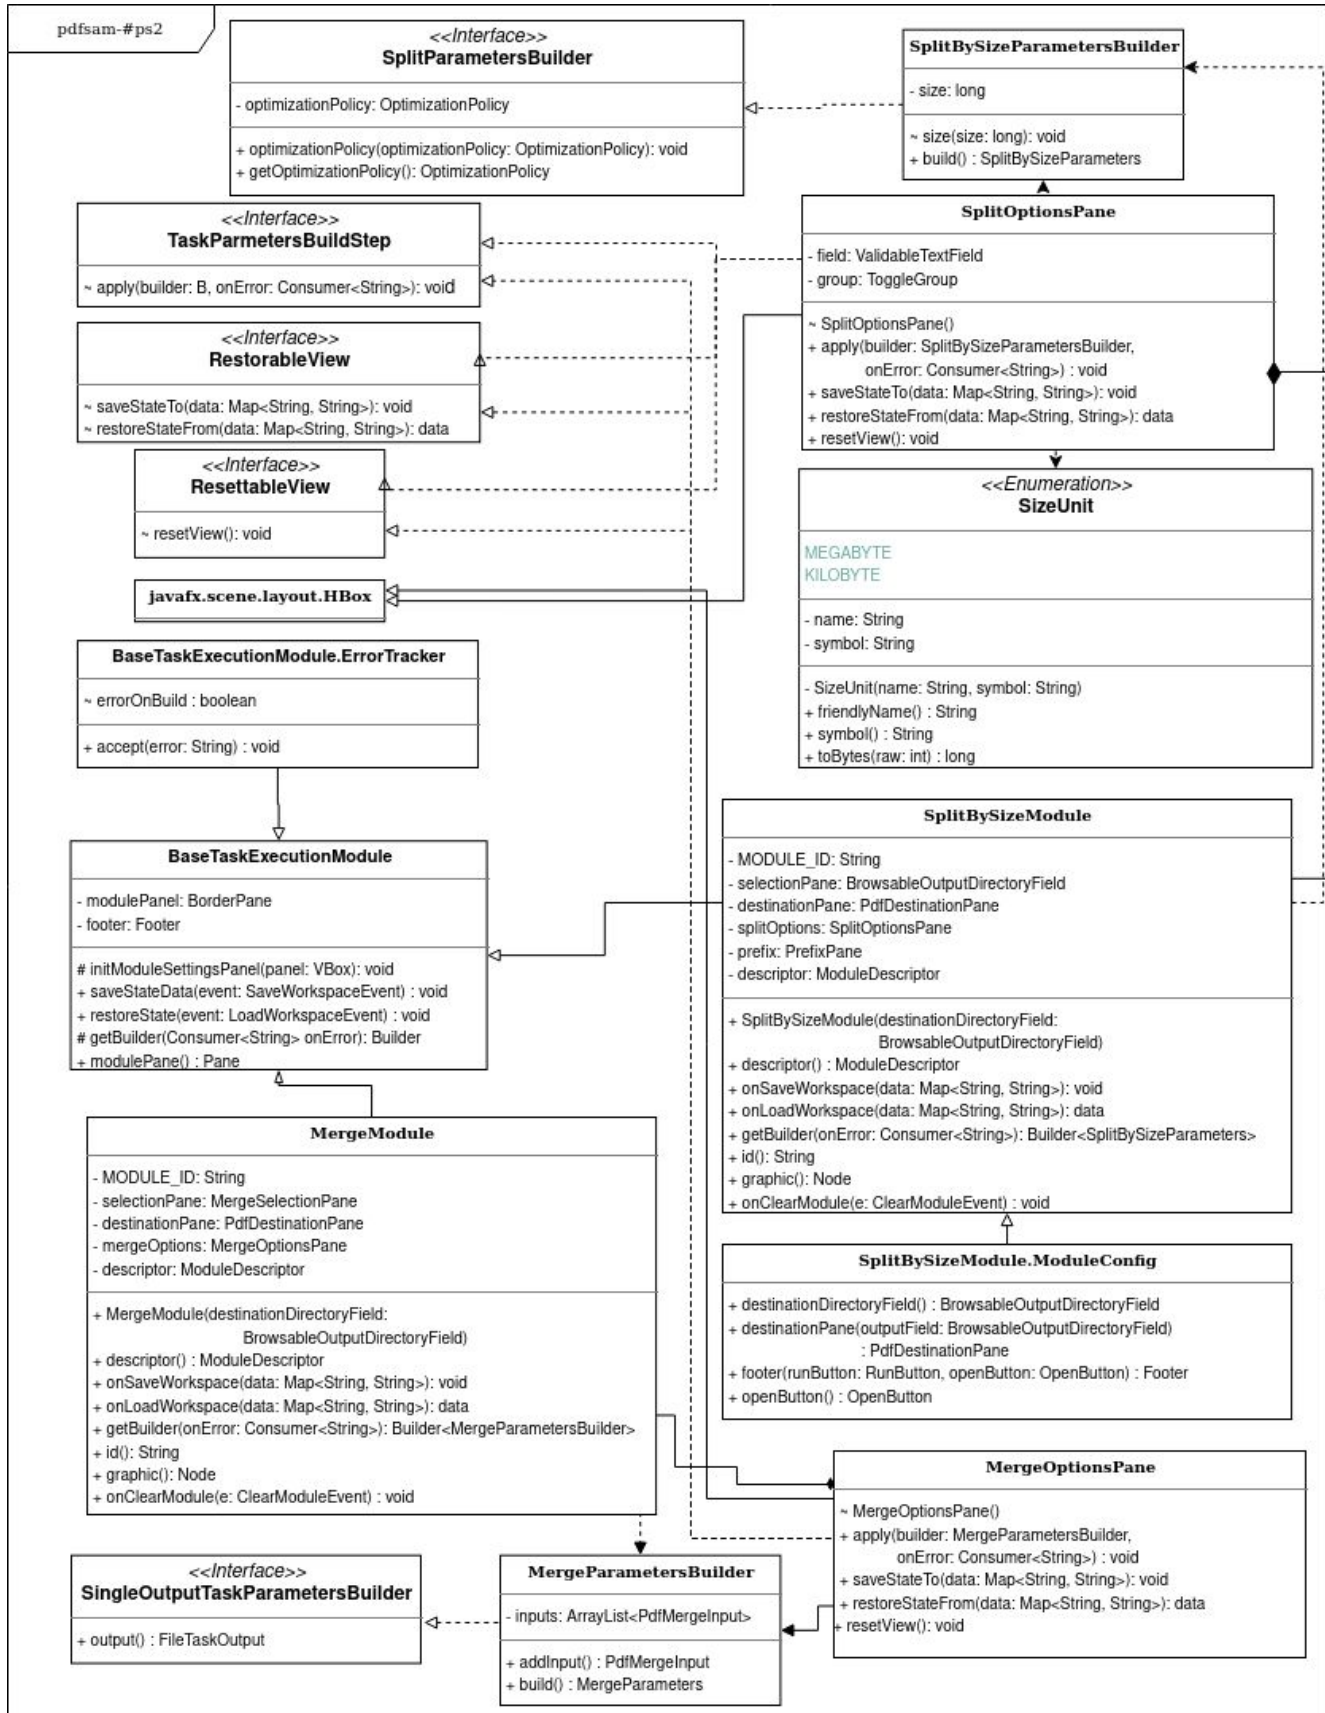 pdfsam-#ps2
<<Interface>>
SplitParametersBuilder
- optimizationPolicy: OptimizationPolicy
+ optimizationPolicy(optimizationPolicy: OptimizationPolicy): void
+ getOptimizationPolicy(): OptimizationPolicy
SplitBySizeParametersBuilder
- size: long
~ size(size: long): void
+ build() : SplitBySizeParameters
<<Interface>>
TaskParmetersBuildStep
~ apply(builder: B, onError: Consumer<String>): void
SplitOptionsPane
- field: ValidableTextField
- group: ToggleGroup
~ SplitOptionsPane()
+ apply(builder: SplitBySizeParametersBuilder,
onError: Consumer<String>) : void
+ saveStateTo(data: Map<String, String>): void
+ restoreStateFrom(data: Map<String, String>): data
+ resetView(): void
<<Interface>>
RestorableView
~ saveStateTo(data: Map<String, String>): void
~ restoreStateFrom(data: Map<String, String>): data
<<Interface>>
ResettableView
~ resetView(): void
<<Enumeration>>
SizeUnit
MEGABYTE
KILOBYTE
- name: String
- symbol: String
- SizeUnit(name: String, symbol: String)
+ friendlyName() : String
+ symbol() : String
+ toBytes(raw: int) : long
javafx.scene.layout.HBox
BaseTaskExecutionModule.ErrorTracker
~ errorOnBuild : boolean
+ accept(error: String) : void
BaseTaskExecutionModule
- modulePanel: BorderPane
- footer: Footer
# initModuleSettingsPanel(panel: VBox): void
+ saveStateData(event: SaveWorkspaceEvent) : void
+ restoreState(event: LoadWorkspaceEvent) : void
# getBuilder(Consumer<String> onError): Builder
+ modulePane() : Pane
SplitBySizeModule
- MODULE_ID: String
- selectionPane: BrowsableOutputDirectoryField
- destinationPane: PdfDestinationPane
- splitOptions: SplitOptionsPane
- prefix: PrefixPane
- descriptor: ModuleDescriptor
+ SplitBySizeModule(destinationDirectoryField:
BrowsableOutputDirectoryField)
+ descriptor() : ModuleDescriptor
+ onSaveWorkspace(data: Map<String, String>): void
+ onLoadWorkspace(data: Map<String, String>): data
+ getBuilder(onError: Consumer<String>): Builder<SplitBySizeParameters>
+ id(): String
+ graphic(): Node
+ onClearModule(e: ClearModuleEvent) : void
MergeModule
- MODULE_ID: String
- selectionPane: MergeSelectionPane
- destinationPane: PdfDestinationPane
- mergeOptions: MergeOptionsPane
- descriptor: ModuleDescriptor
+ MergeModule(destinationDirectoryField:
BrowsableOutputDirectoryField)
+ descriptor() : ModuleDescriptor
+ onSaveWorkspace(data: Map<String, String>): void
+ onLoadWorkspace(data: Map<String, String>): data
+ getBuilder(onError: Consumer<String>): Builder<MergeParametersBuilder>
+ id(): String
+ graphic(): Node
+ onClearModule(e: ClearModuleEvent) : void
SplitBySizeModule.ModuleConfig
+ destinationDirectoryField() : BrowsableOutputDirectoryField
+ destinationPane(outputField: BrowsableOutputDirectoryField)
: PdfDestinationPane
+ footer(runButton: RunButton, openButton: OpenButton) : Footer
+ openButton() : OpenButton
MergeOptionsPane
~ MergeOptionsPane()
+ apply(builder: MergeParametersBuilder,
onError: Consumer<String>) : void
+ saveStateTo(data: Map<String, String>): void
+ restoreStateFrom(data: Map<String, String>): data
+ resetView(): void
<<Interface>>
SingleOutputTaskParametersBuilder
+ output() : FileTaskOutput
MergeParametersBuilder
- inputs: ArrayList<PdfMergeInput>
+ addInput() : PdfMergeInput
+ build() : MergeParameters